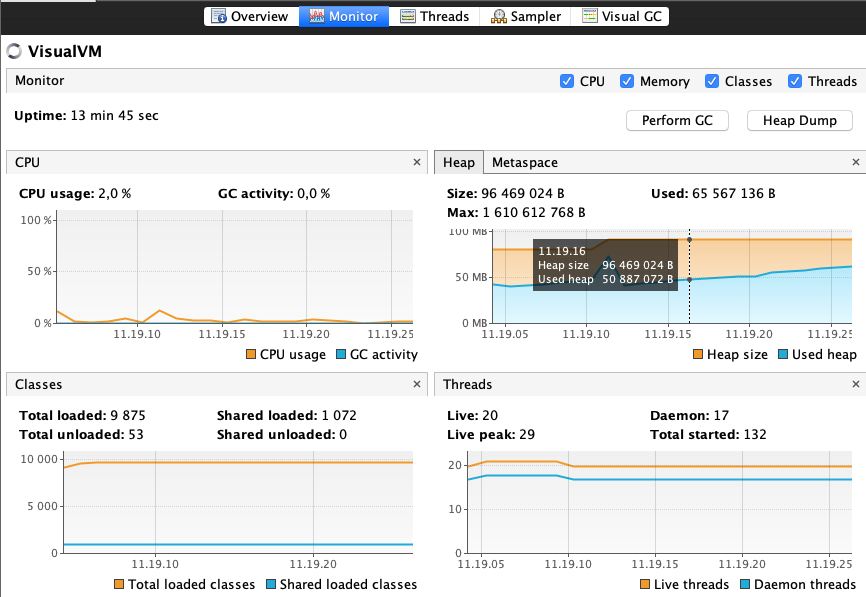 Overview Monitor Threads Sampler Visual GC
VisualVM
Monitor CPU Memory Classes Threads
Uptime: 13 min 45 sec
Perform GC Heap Dump
CPU
CPU usage: 2,0 % GC activity: 0,0 %
100 %
50 %
0 %
11.19.10 11.19.15 11.19.20 11.19.25
CPU usage GC activity
Heap Metaspace
Size: 96 469 024 B Used: 65 567 136 B
Max: 1 610 612 768 B
100 MB
50 MB
0 MB
11.19.16
Heap size 96 469 024 B
Used heap 50 887 072 B
11.19.05 11.19.10 11.19.15 11.19.20 11.19.25
Heap size Used heap
Classes
Total loaded: 9 875 Shared loaded: 1 072
Total unloaded: 53 Shared unloaded: 0
10 000
5 000
0
11.19.10 11.19.20
Total loaded classes Shared loaded classes
Threads
Live: 20 Daemon: 17
Live peak: 29 Total started: 132
20
10
0
11.19.05 11.19.10 11.19.15 11.19.20 11.19.25
Live threads Daemon threads